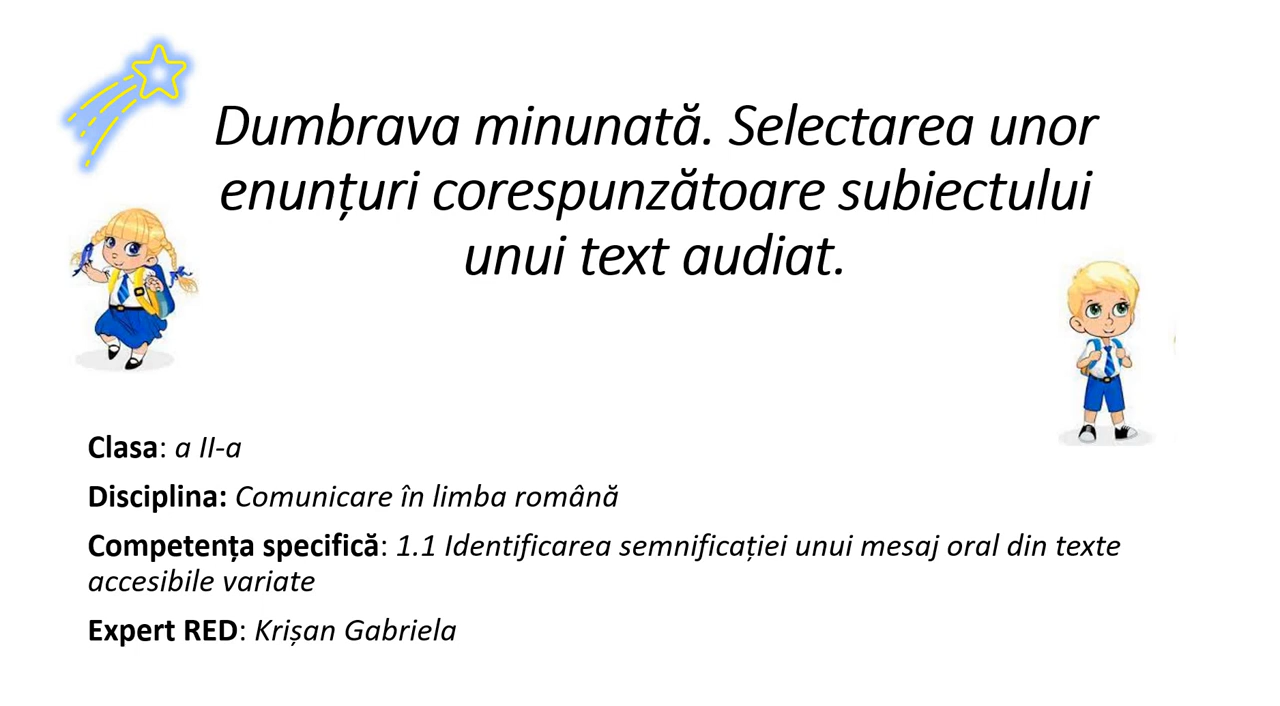 Dumbrava minunată. Selectarea unor
enunțuri corespunzătoare subiectului
unui text audiat.
Clasa: a II-a
Disciplina: Comunicare în limba română
Competența specifică: 1.1 Identificarea semnificației unui mesaj oral din texte
accesibile variate
Expert RED: Krișan Gabriela